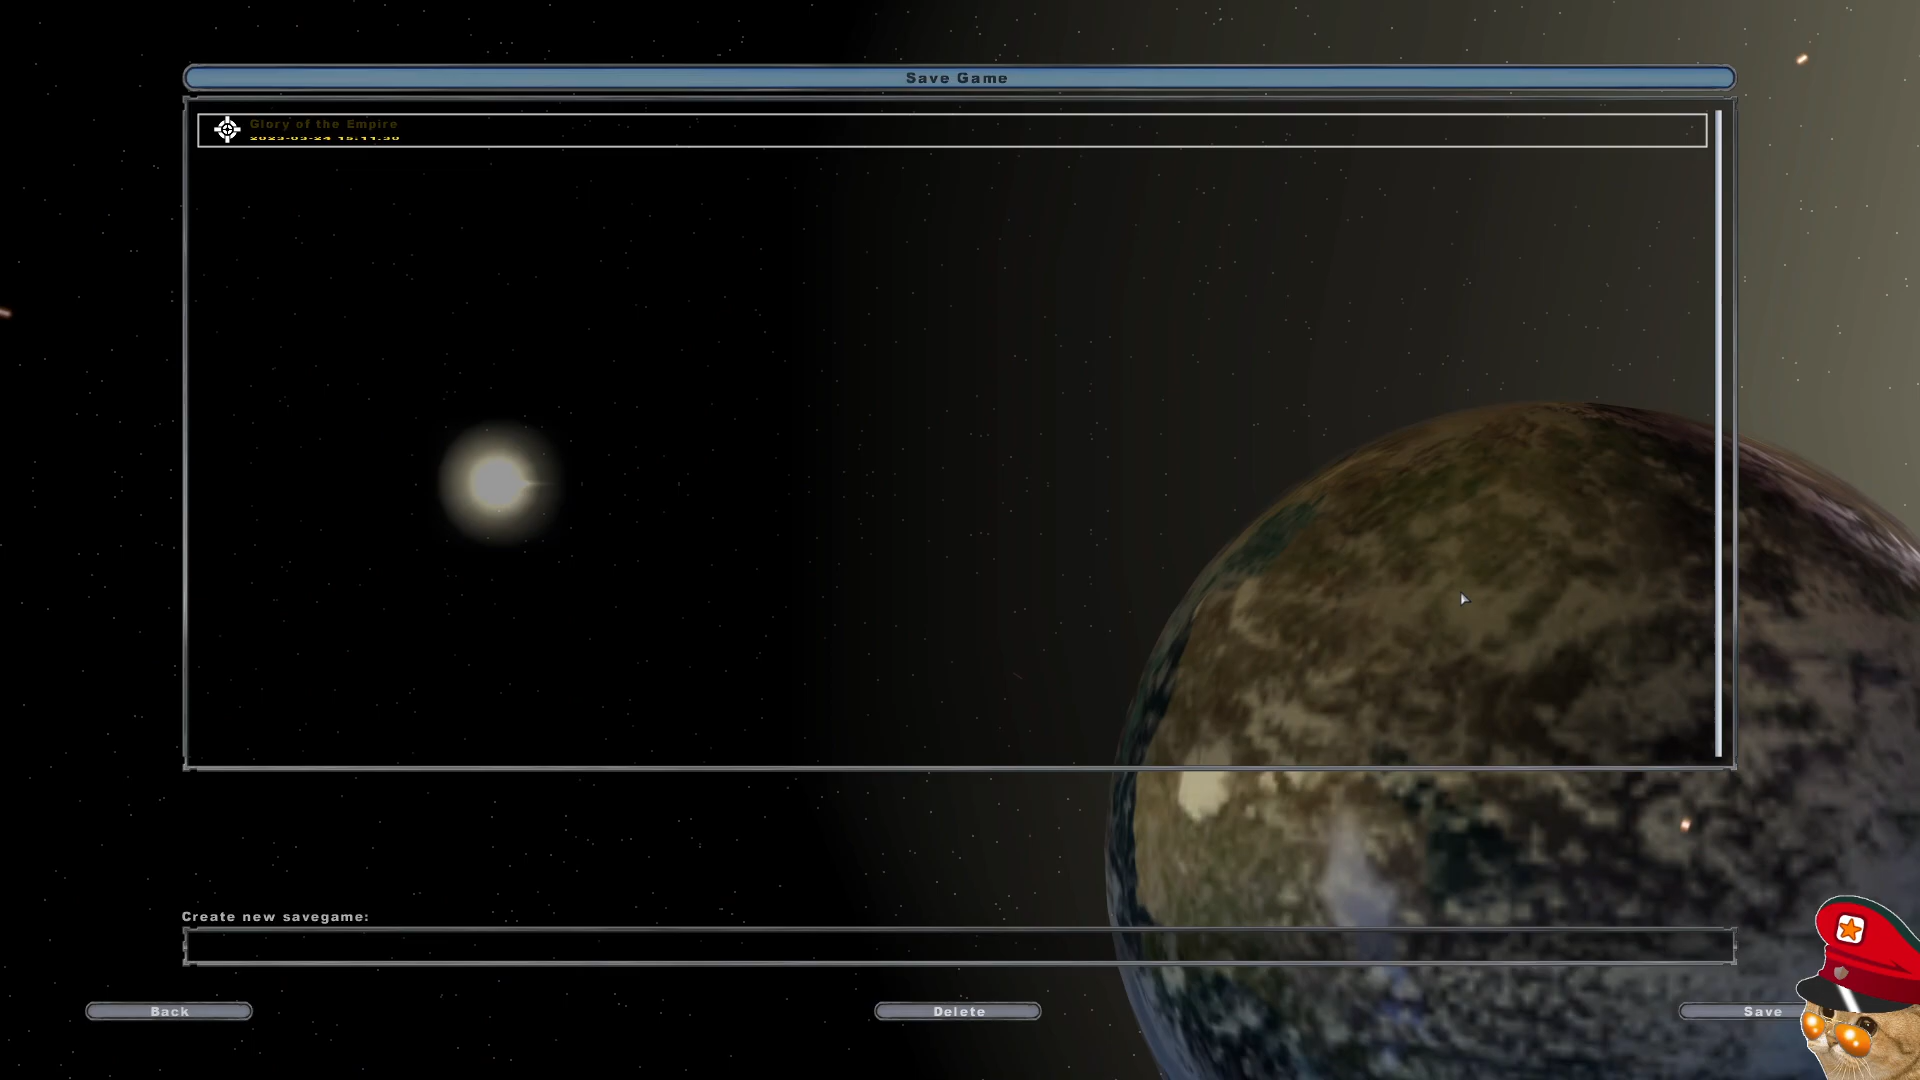 Save Game
Glory of the Empire
Create new savegame:
Back
Delete
Save